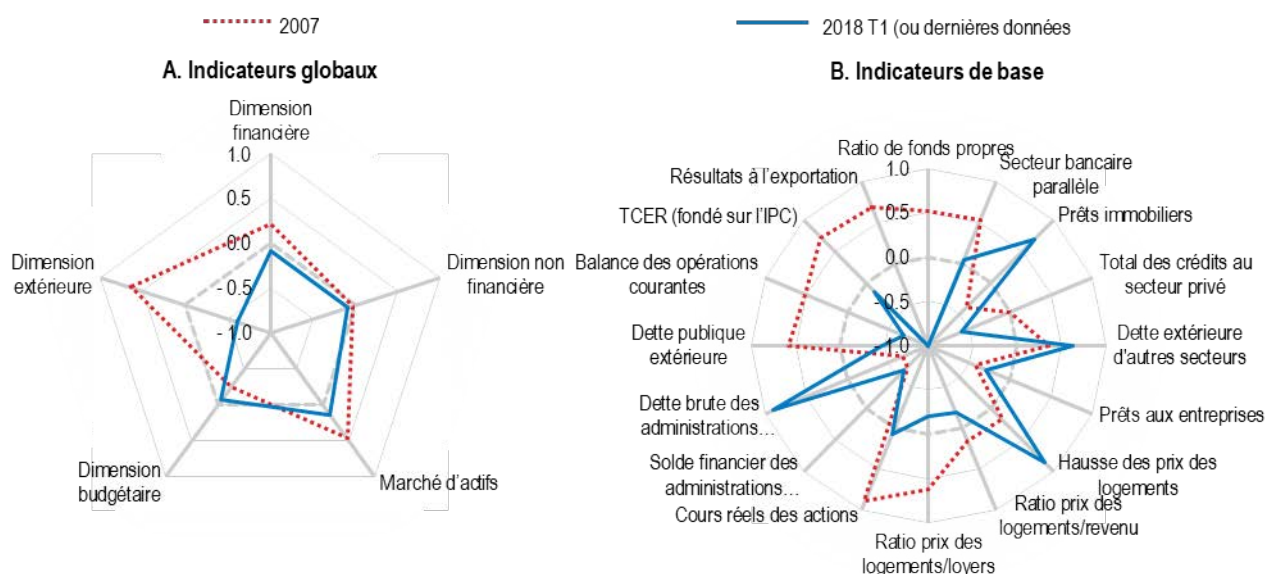 2007
2018 T1 (ou dernières données
A. Indicateurs globaux
Dimension
financière
1.0
0.5
0.0
- 0.5
- 1.0
Dimension non
financière
Marché d'actifs
Dimension
budgétaire
Dimension
extérieure
B. Indicateurs de base
Ratio de fonds propres
1.0
0.5
0.0
- 0.5
- 1.0
Secteur bancaire
parallèle
Prêts immobiliers
Total des crédits au
secteur privé
Dette extérieure
d'autres secteurs
Prêts aux entreprises
Hausse des prix des
logements
Ratio prix des
logements/revenu
Ratio prix des
logements/loyers
Cours réels des actions
Solde financier des
administrations...
Dette brute des
administrations...
Dette publique
extérieure
Balance des opérations
courantes
TCER (fondé sur l'IPC)
Résultats à l'exportation